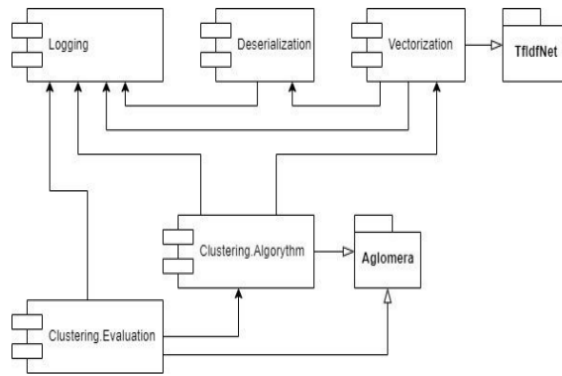 Logging
Deserialization
Vectorization
TfIdfNet
Clustering.Algorythm
Aglomera
Clustering.Evaluation